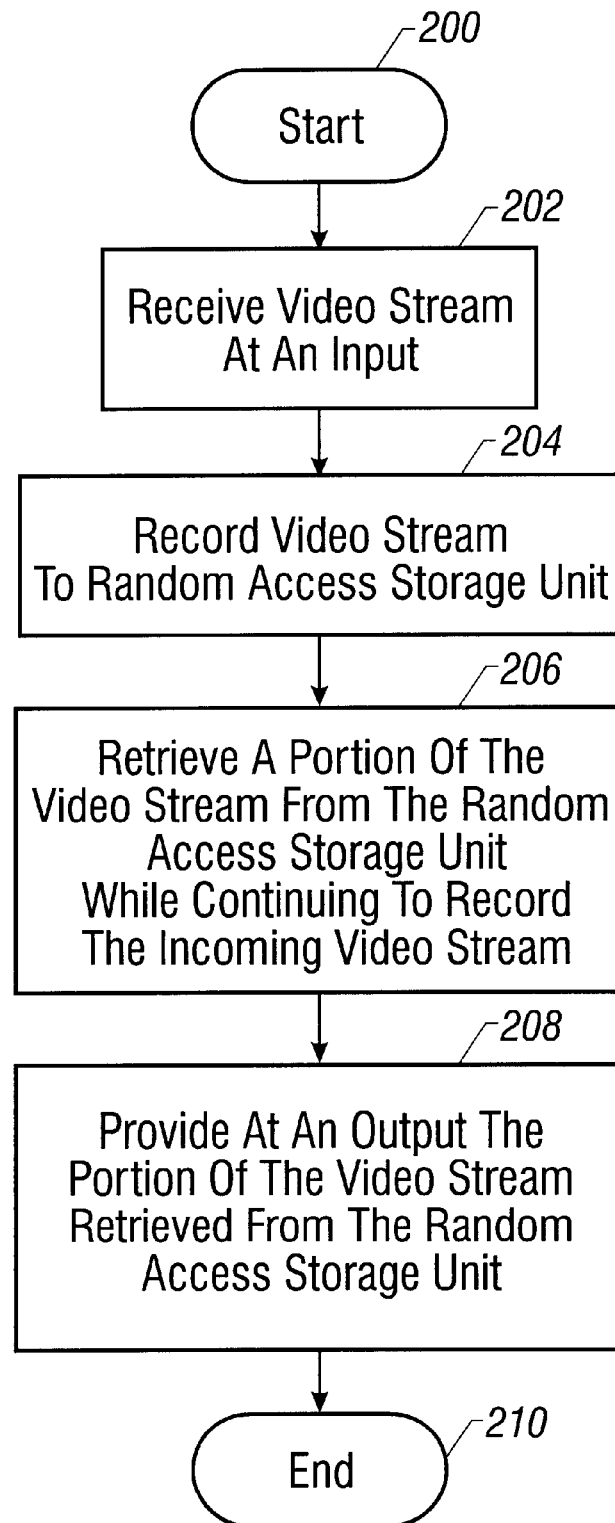 200
Start
202
Receive Video Stream
At An Input
204
Record Video Stream
To Random Access Storage Unit
206
Retrieve A Portion Of The
Video Stream From The Random
Access Storage Unit
While Continuing To Record
The Incoming Video Stream
208
Provide At An Output The
Portion Of The Video Stream
Retrieved From The Random
Access Storage Unit
210
End